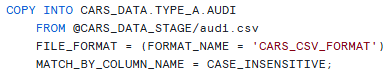 COPY INTO CARS_DATA.TYPE_A.AUDI
FROM @CARS_DATA_STAGE/audi.csv
FILE_FORMAT = (FORMAT_NAME = 'CARS_CSV_FORMAT')
MATCH_BY_COLUMN_NAME = CASE_INSENSITIVE;